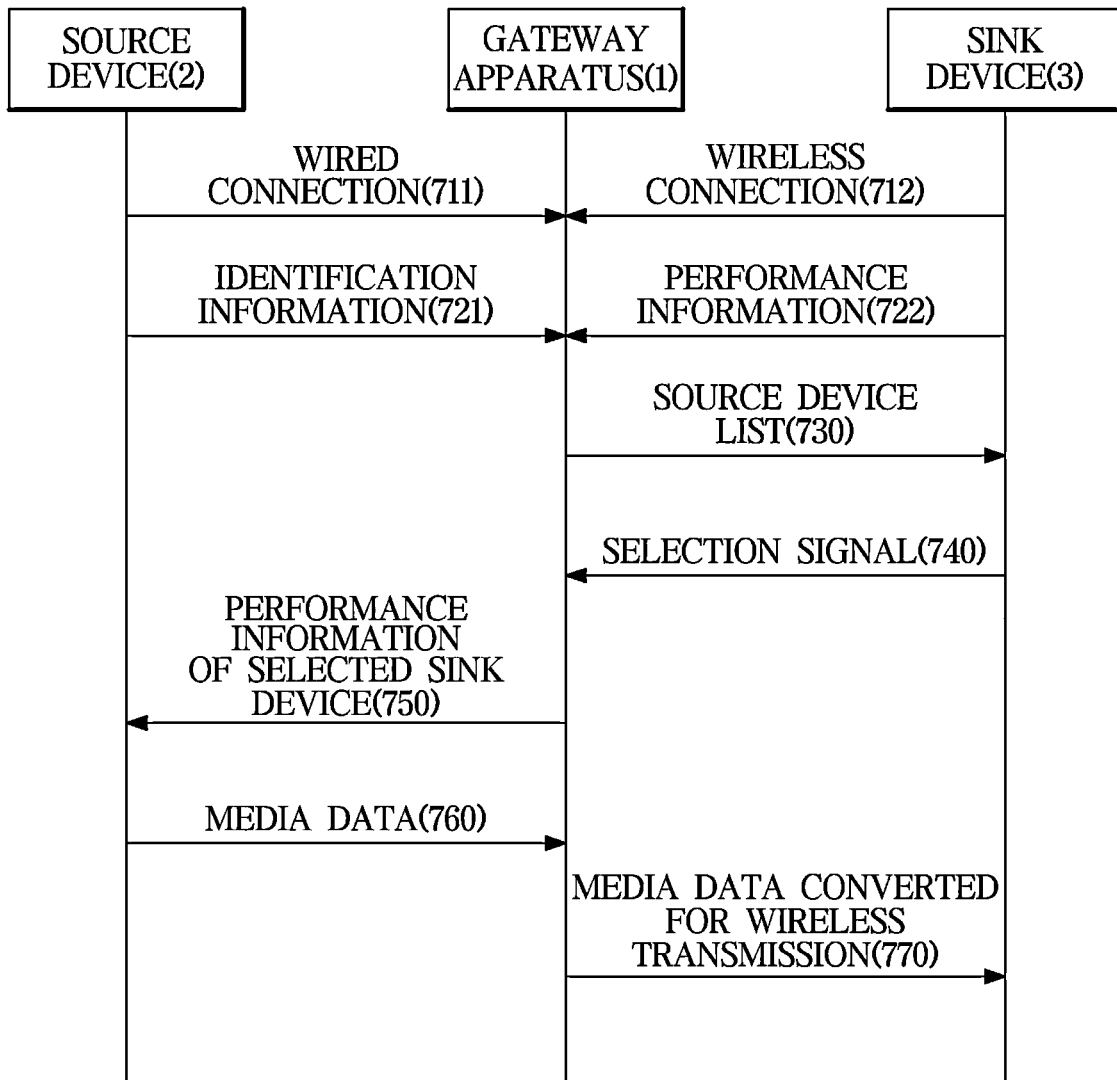 SOURCE
DEVICE(2)
GATEWAY
APPARATUS(1)
SINK
DEVICE(3)
WIRED
CONNECTION(711)
WIRELESS
CONNECTION(712)
IDENTIFICATION
INFORMATION(721)
PERFORMANCE
INFORMATION(722)
SOURCE DEVICE
LIST(730)
SELECTION SIGNAL(740)
PERFORMANCE
INFORMATION
OF SELECTED SINK
DEVICE(750)
MEDIA DATA(760)
MEDIA DATA CONVERTED
FOR WIRELESS
TRANSMISSION(770)